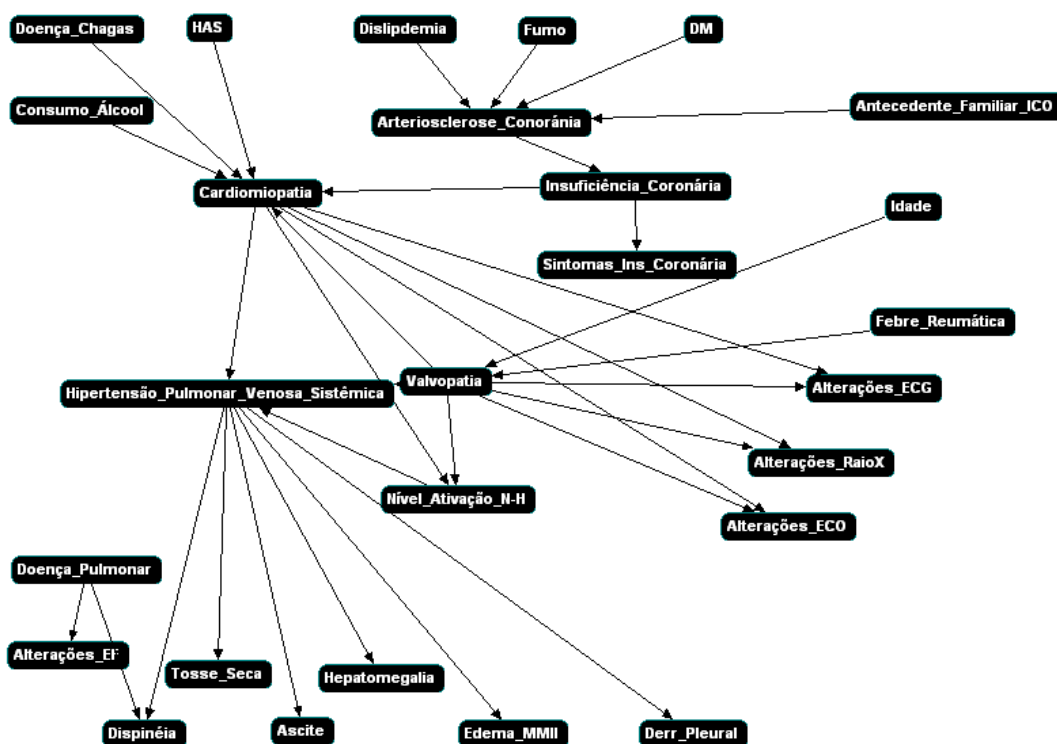 Doença_Chagas
HAS
Dislipdemia
Fumo
DM
Consumo_Álcool
Arteriosclerose_Conoránia
Antecedente_Familiar_ICO
Cardiomiopatia
Insuficiência_Coronária
Idade
Sintomas_Ins_Coronária
Febre_Reumática
Hipertensão_Pulmonar_Venosa_Sistêmica
Valvopatia
Alterações_ECG
Alterações_RaioX
Nível_Ativação_N-H
Alterações_ECO
Doença_Pulmonar
Alterações_EF
Tosse_Seca
Hepatomegalia
Dispinéia
Ascite
Edema_MMII
Derr_Pleural